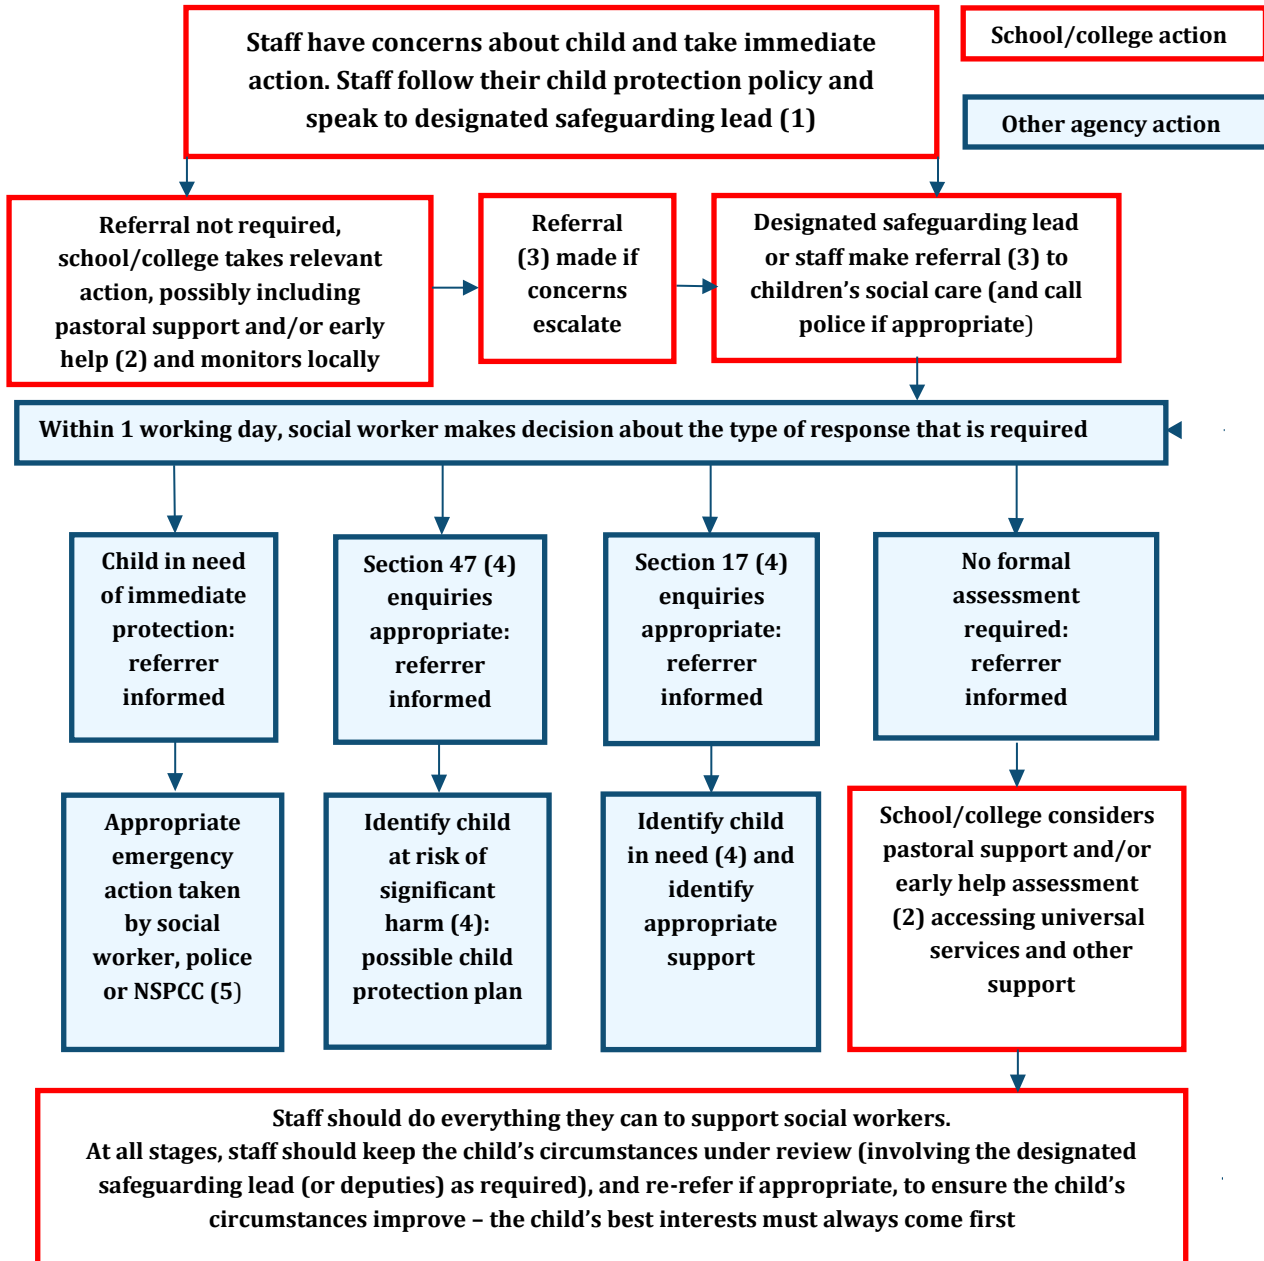 Staff have concerns about child and take immediate
action. Staff follow their child protection policy and
speak to designated safeguarding lead (1)
School/college action
Other agency action
Referral not required,
school/college takes relevant
action, possibly including
pastoral support and/or early
help (2) and monitors locally
Referral
(3) made if
concerns
escalate
Designated safeguarding lead
or staff make referral (3) to
children’s social care (and call
police if appropriate)
Within 1 working day, social worker makes decision about the type of response that is required
Child in need
of immediate
protection:
referrer
informed
Section 47 (4)
enquiries
appropriate:
referrer
informed
Section 17 (4)
enquiries
appropriate:
referrer
informed
No formal
assessment
required:
referrer
informed
Appropriate
emergency
action taken
by social
worker, police
or NSPCC (5)
Identify child
at risk of
significant
harm (4):
possible child
protection plan
Identify child
in need (4) and
identify
appropriate
support
School/college considers
pastoral support and/or
early help assessment
(2) accessing universal
services and other
support
Staff should do everything they can to support social workers.
At all stages, staff should keep the child’s circumstances under review (involving the designated
safeguarding lead (or deputies) as required), and re-refer if appropriate, to ensure the child’s
circumstances improve – the child’s best interests must always come first